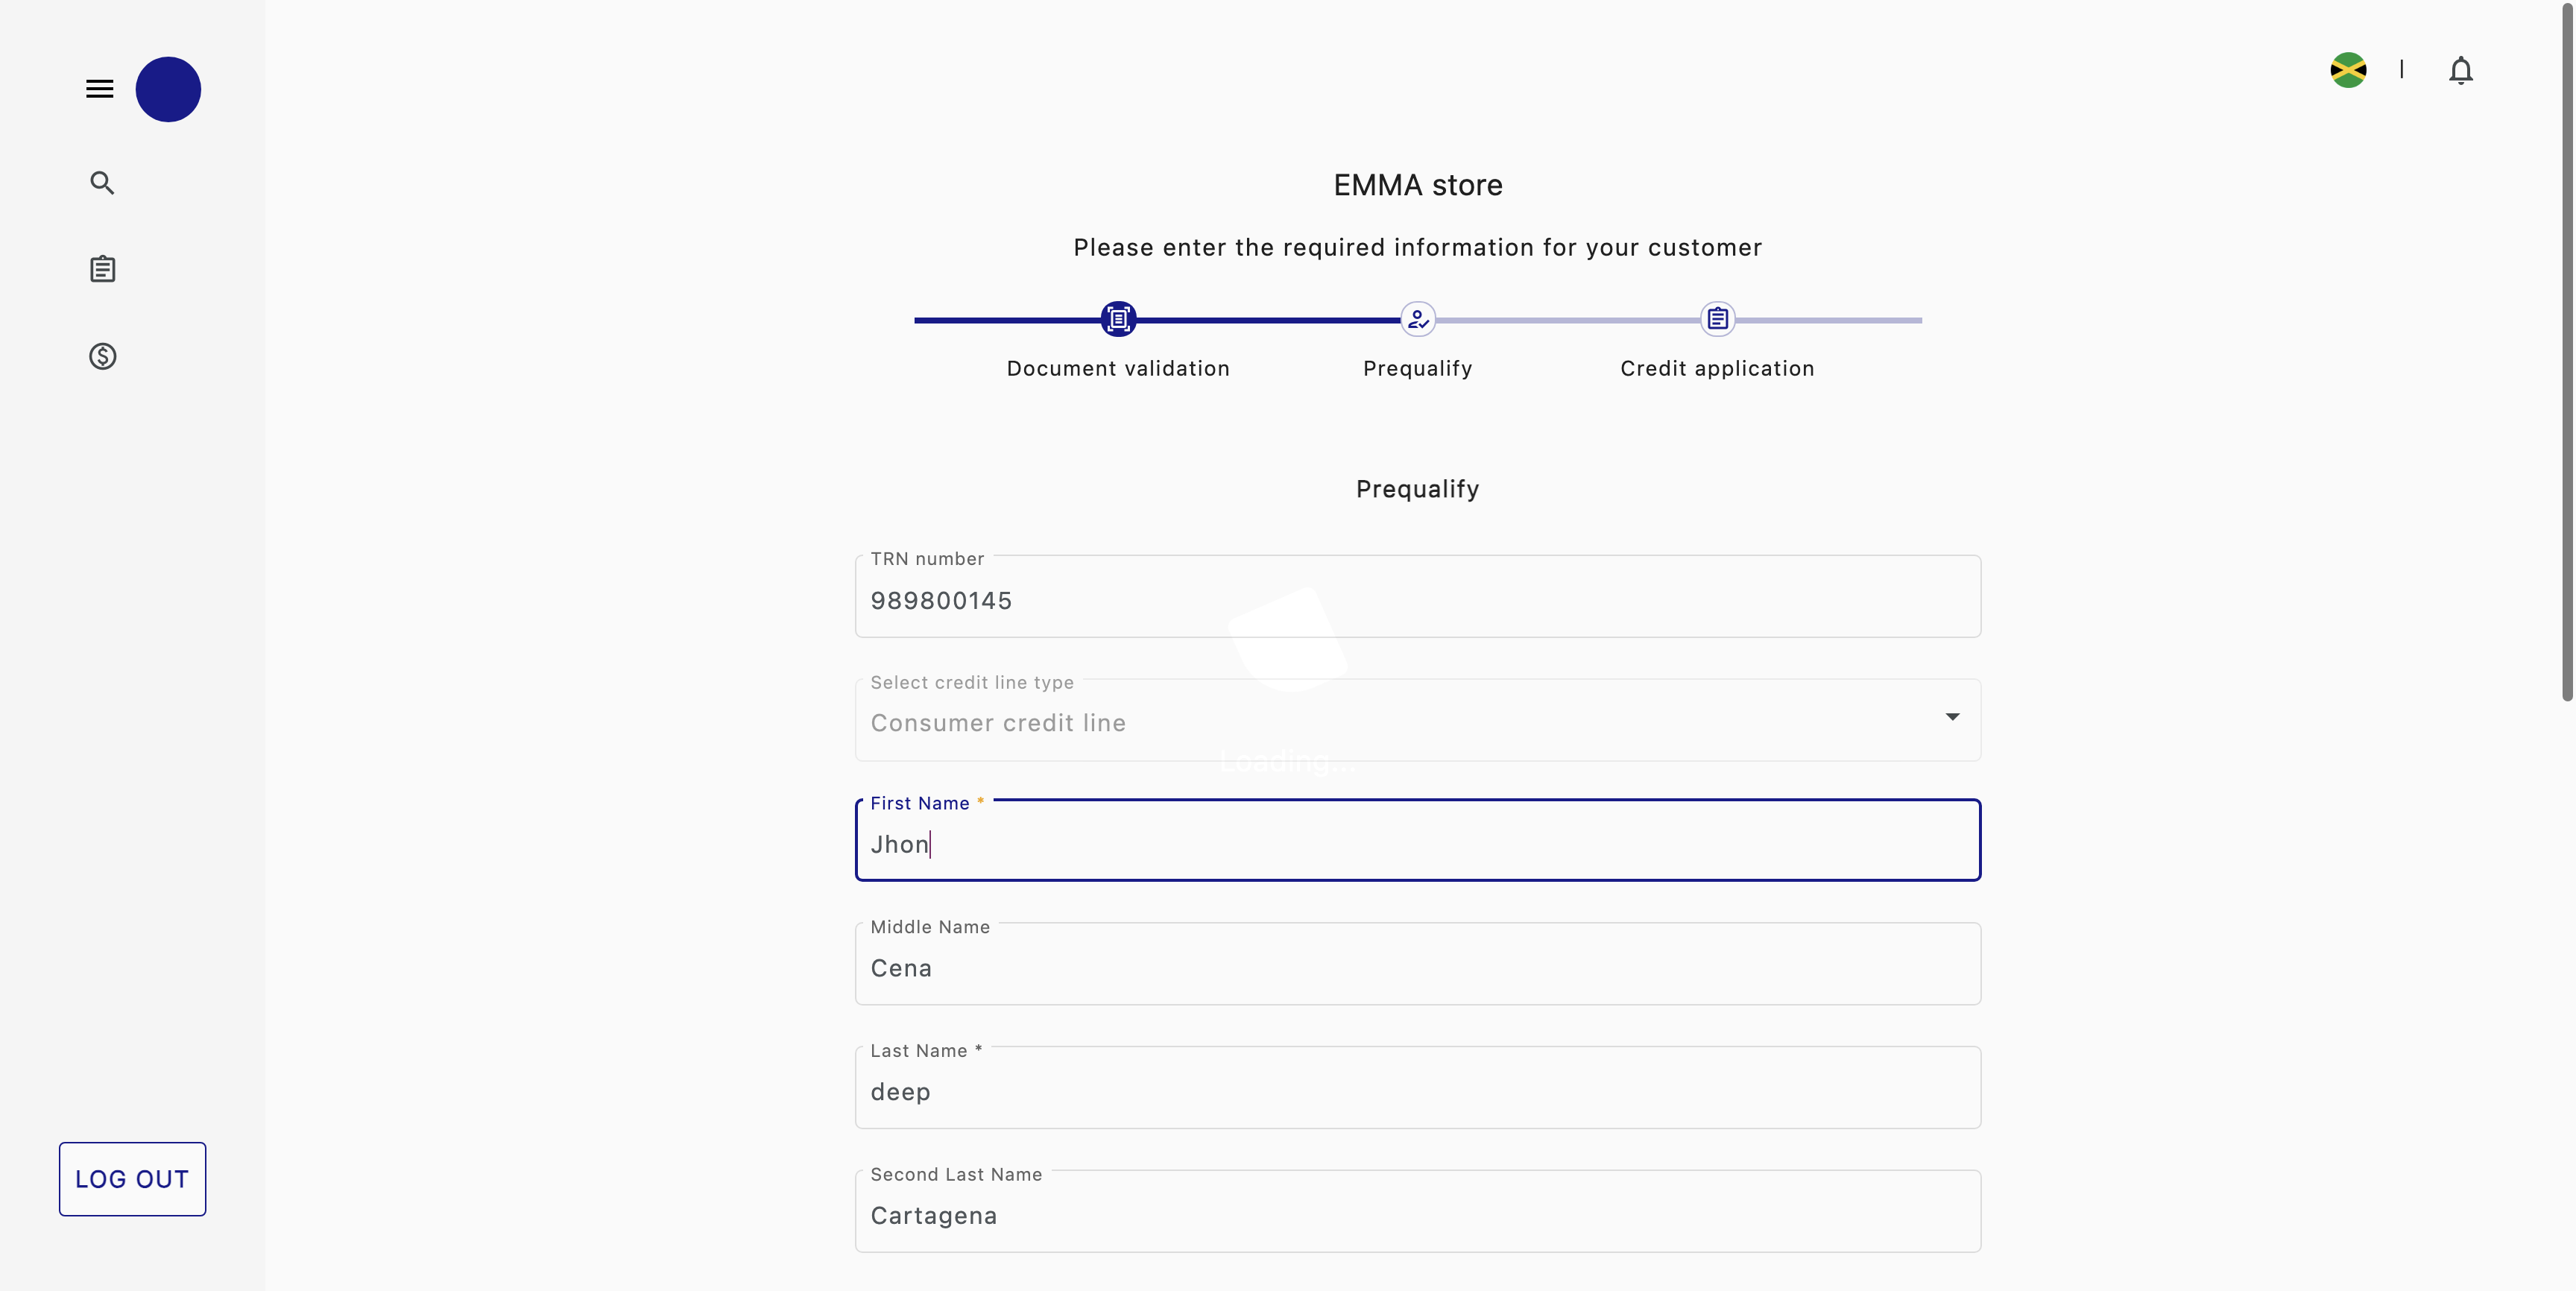 EMMA store
Please enter the required information for your customer
Document validation
Prequalify
Credit application
Prequalify
TRN number
989800145
Select credit line type
Consumer credit line
Loading...
First Name *
Jhon
Middle Name
Cena
Last Name *
deep
Second Last Name
Cartagena
LOG OUT